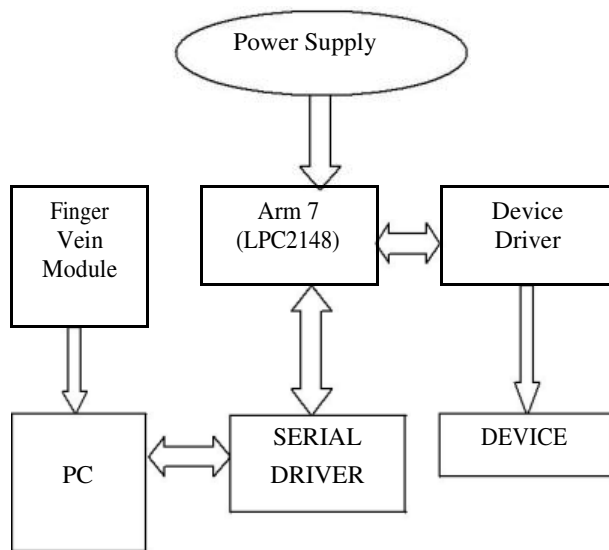 Power Supply
Finger
Vein
Module
Arm 7
(LPC2148)
Device
Driver
PC
SERIAL
DRIVER
DEVICE